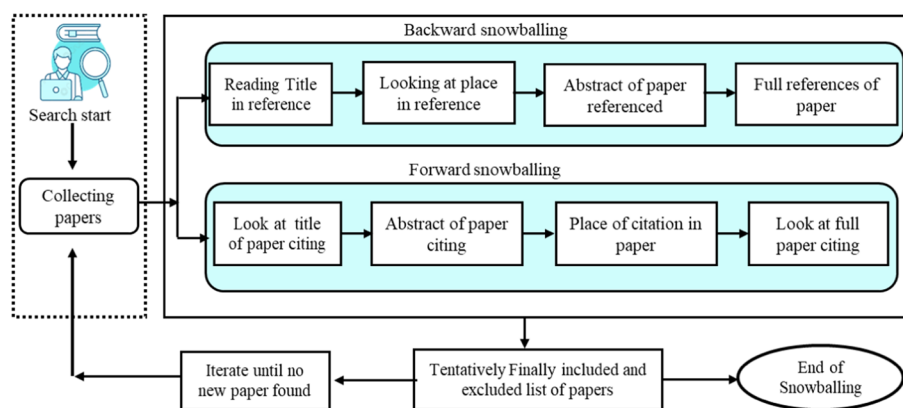 Backward snowballing
Reading Title
in reference
Looking at place
in reference
Abstract of paper
referenced
Full references of
paper
Search start
Collecting
papers
Forward snowballing
Look at title
of paper citing
Abstract of paper
citing
Place of citation in
paper
Look at full
paper citing
Iterate until no
new paper found
Tentatively Finally included and
excluded list of papers
End of
Snowballing